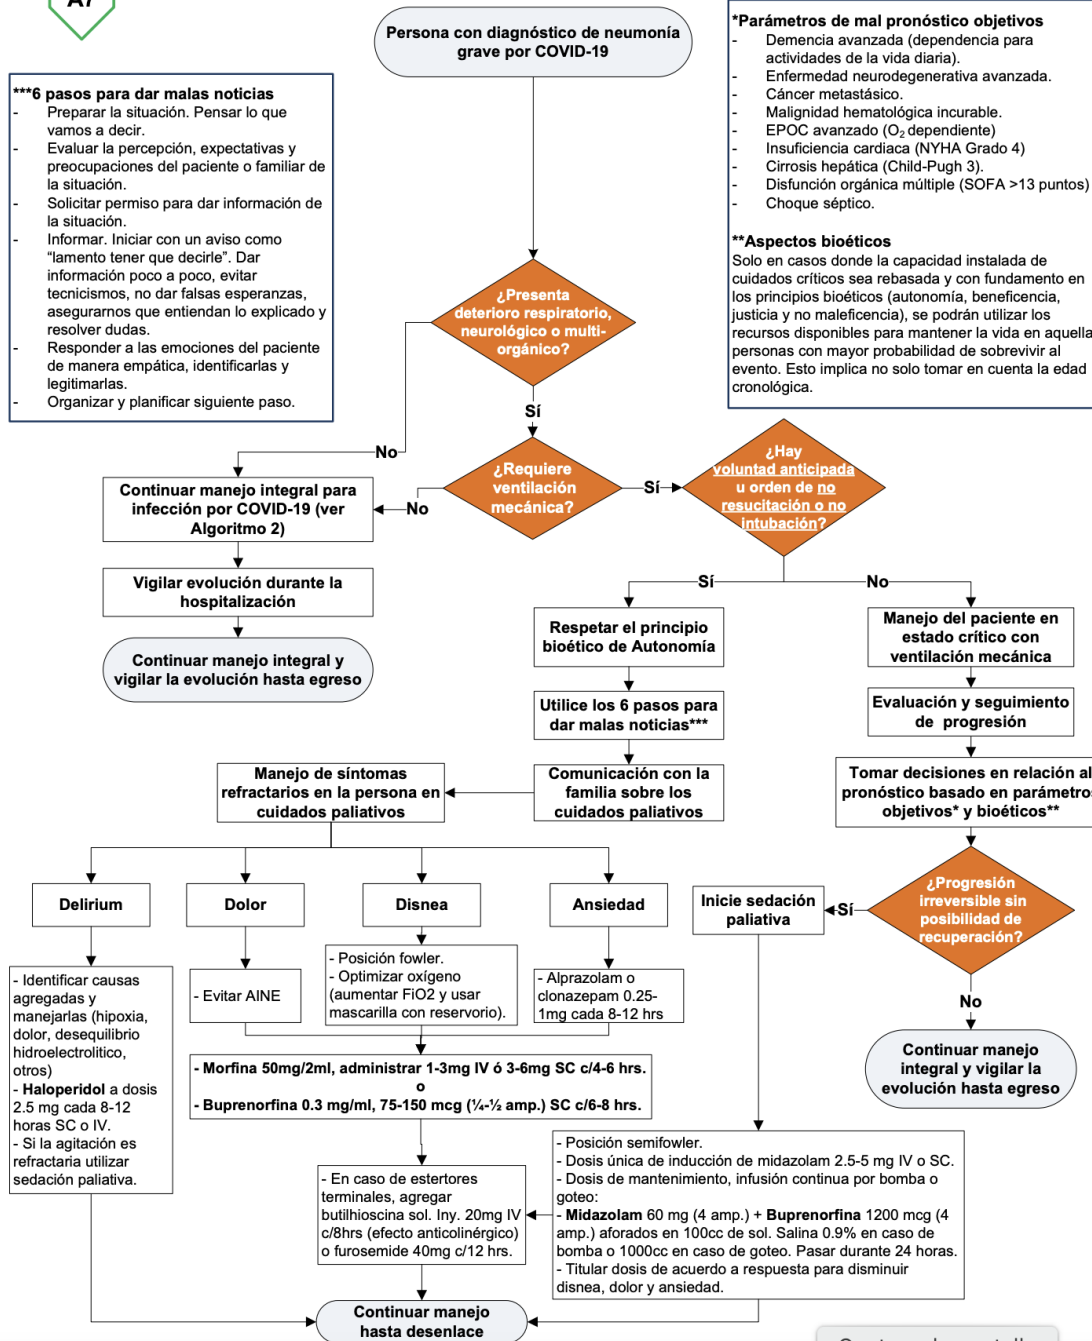 A7
Persona con diagnóstico de neumonía
grave por COVID-19
***6 pasos para dar malas noticias
- Preparar la situación. Pensar lo que
vamos a decir.
- Evaluar la percepción, expectativas y
preocupaciones del paciente o familiar de
la situación.
- Solicitar permiso para dar información de
la situación.
- Informar. Iniciar con un aviso como
“lamento tener que decirle”. Dar
información poco a poco, evitar
tecnicismos, no dar falsas esperanzas,
asegurarnos que entiendan lo explicado y
resolver dudas.
- Responder a las emociones del paciente
de manera empática, identificarlas y
legitimarlas.
- Organizar y planificar siguiente paso.
*Parámetros de mal pronóstico objetivos
- Demencia avanzada (dependencia para
actividades de la vida diaria).
- Enfermedad neurodegenerativa avanzada.
- Cáncer metastásico.
- Malignidad hematológica incurable.
- EPOC avanzado (O2 dependiente)
- Insuficiencia cardiaca (NYHA Grado 4)
- Cirrosis hepática (Child-Pugh 3).
- Disfunción orgánica múltiple (SOFA >13 puntos)
- Choque séptico.
**Aspectos bioéticos
Solo en casos donde la capacidad instalada de
cuidados críticos sea rebasada y con fundamento en
los principios bioéticos (autonomía, beneficencia,
justicia y no maleficencia), se podrán utilizar los
recursos disponibles para mantener la vida en aquella
personas con mayor probabilidad de sobrevivir al
evento. Esto implica no solo tomar en cuenta la edad
cronológica.
¿Presenta
deterioro respiratorio,
neurológico o multi-
orgánico?
Sí
No
¿Requiere
ventilación
mecánica?
Sí
No
¿Hay
voluntad anticipada
u orden de no
resucitación o no
intubación?
Continuar manejo integral para
infección por COVID-19 (ver
Algoritmo 2)
Vigilar evolución durante la
hospitalización
Continuar manejo integral y
vigilar la evolución hasta egreso
Sí
No
Respetar el principio
bioético de Autonomía
Utilice los 6 pasos para
dar malas noticias***
Comunicación con la
familia sobre los
cuidados paliativos
Manejo del paciente en
estado crítico con
ventilación mecánica
Evaluación y seguimiento
de progresión
Tomar decisiones en relación al
pronóstico basado en parámetros
objetivos* y bioéticos**
Manejo de síntomas
refractarios en la persona en
cuidados paliativos
Delirium
Dolor
Disnea
Ansiedad
Inicie sedación
paliativa
Sí
¿Progresión
irreversible sin
posibilidad de
recuperación?
No
Continuar manejo
integral y vigilar la
evolución hasta egreso
- Identificar causas
agregadas y
manejarlas (hipoxia,
dolor, desequilibrio
hidroelectrolitico,
otros)
- Haloperidol a dosis
2.5 mg cada 8-12
horas SC o IV.
- Si la agitación es
refractaria utilizar
sedación paliativa.
- Evitar AINE
- Posición fowler.
- Optimizar oxígeno
(aumentar FiO2 y usar
mascarilla con reservorio).
- Alprazolam o
clonazepam 0.25-
1mg cada 8-12 hrs
- Morfina 50mg/2ml, administrar 1-3mg IV ó 3-6mg SC c/4-6 hrs.
o
- Buprenorfina 0.3 mg/ml, 75-150 mcg (¼-½ amp.) SC c/6-8 hrs.
- En caso de estertores
terminales, agregar
butilhioscina sol. Iny. 20mg IV
c/8hrs (efecto anticolinérgico)
o furosemide 40mg c/12 hrs.
- Posición semifowler.
- Dosis única de inducción de midazolam 2.5-5 mg IV o SC.
- Dosis de mantenimiento, infusión continua por bomba o
goteo:
- Midazolam 60 mg (4 amp.) + Buprenorfina 1200 mcg (4
amp.) aforados en 100cc de sol. Salina 0.9% en caso de
bomba o 1000cc en caso de goteo. Pasar durante 24 horas.
- Titular dosis de acuerdo a respuesta para disminuir
disnea, dolor y ansiedad.
Continuar manejo
hasta desenlace